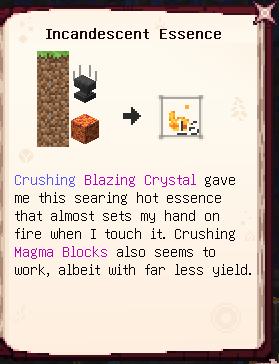 Incandescent Essence
Crushing Blazing Crystal gave
me this searing hot essence
that almost sets my hand on
fire when I touch it. Crushing
Magma Blocks also seems to
work, albeit with far less yield.